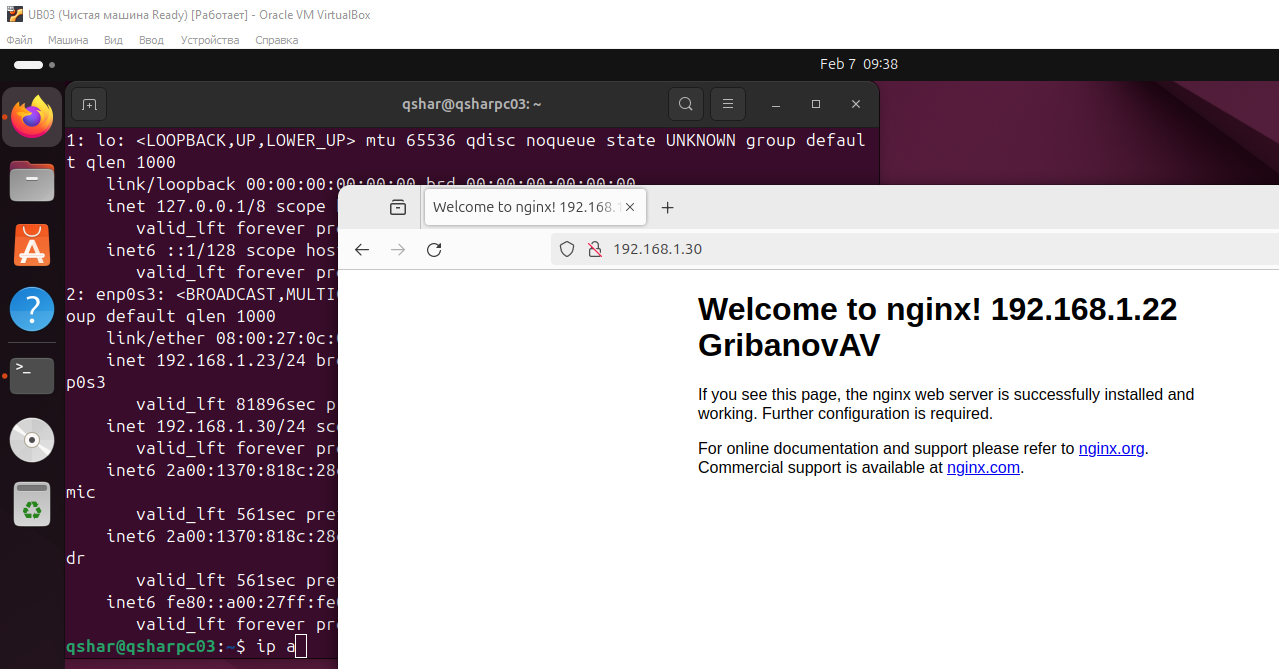 UB03 (Чистая машина Ready) [Работает] - Oracle VM VirtualBox
Файл Машина Вид Ввод Устройства Справка
Feb 7 09:38
qshar@qsharpc03: ~
1: lo: <LOOPBACK,UP,LOWER_UP> mtu 65536 qdisc noqueue state UNKNOWN group defaul
t qlen 1000
link/loopback 00:00:00:00:00:00 brd 00:00:00:00:00:00
inet 127.0.0.1/8 scope
valid_lft forever pr
inet6 ::1/128 scope hos
valid_lft forever pr
2: enp0s3: <BROADCAST,MULTI
oup default qlen 1000
link/ether 08:00:27:0c:
inet 192.168.1.23/24 br
p0s3
valid_lft 81896sec p
inet 192.168.1.30/24 sc
valid_lft forever pr
inet6 2a00:1370:818c:28
mic
valid_lft 561sec pre
inet6 2a00:1370:818c:28
dr
valid_lft 561sec pre
inet6 fe80::a00:27ff:fe
valid_lft forever pr
qshar@qsharpc03:~$ ip a
Welcome to nginx! 192.168.1
192.168.1.30
Welcome to nginx! 192.168.1.22
GribanovAV
If you see this page, the nginx web server is successfully installed and
working. Further configuration is required.
For online documentation and support please refer to nginx.org.
Commercial support is available at nginx.com.